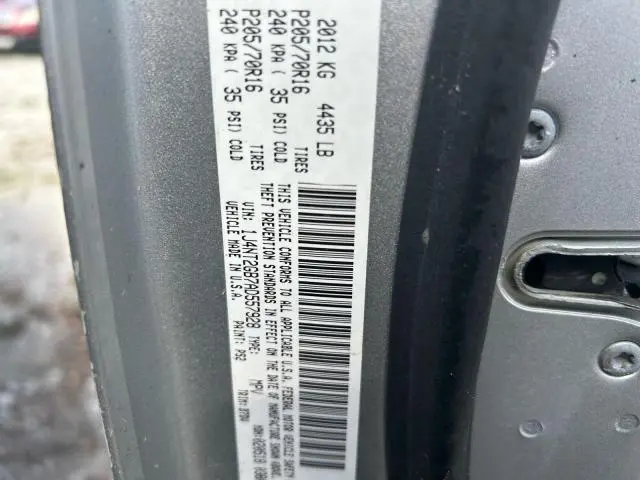 2012 KG 4435 LB
P205/70R16 TIRES
240 KPA ( 35 PSI) COLD
P205/70R16 TIRES
240 KPA ( 35 PSI) COLD
THIS VEHICLE CONFORMS TO ALL APPLICABLE U.S.A. FEDERAL MOTOR VEHICLE SAFETY
THEFT PREVENTION STANDARDS IN EFFECT ON THE DATE OF MANUFACTURE SHOWN ABOVE.
VIN: 1J4NT2GB7AD557928 TYPE: MPV
VEHICLE MADE IN U.S.A. PAINT: PS2